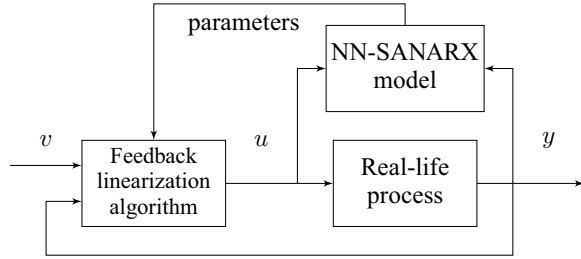 parameters
NN-SANARX
model
v
u
y
Feedback
linearization
algorithm
Real-life
process